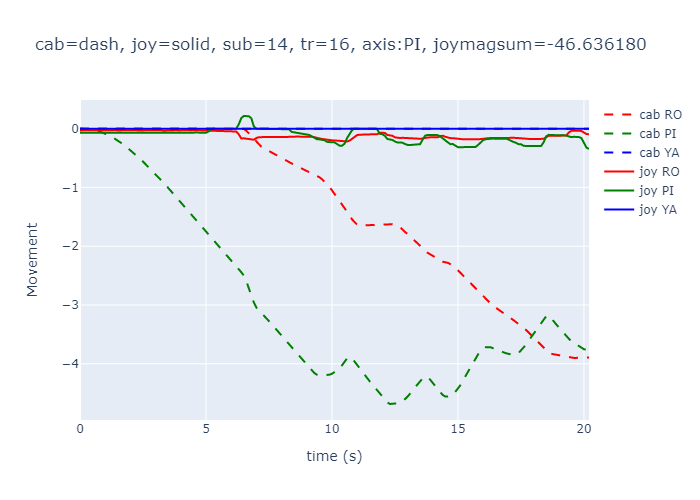 cab=dash, joy=solid, sub=14, tr=16, axis:PI, joymagsum=-46.636180
cab RO
cab PI
cab YA
joy RO
joy PI
joy YA
Movement
0
−1
−2
−3
−4
0
5
10
15
20
time (s)